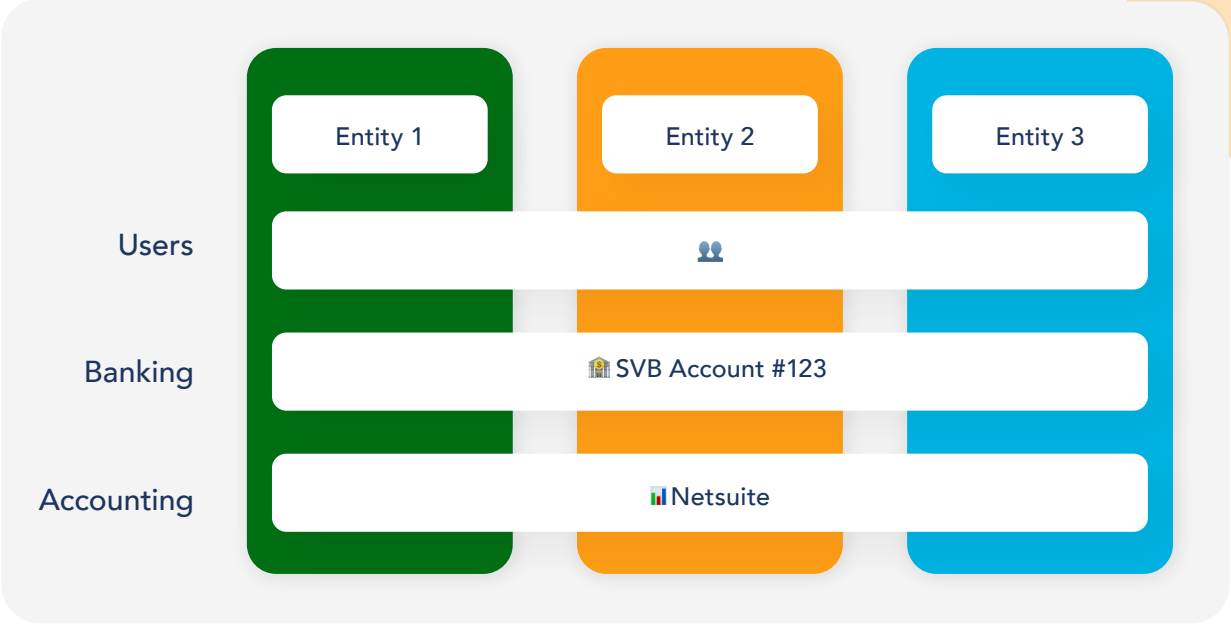 Entity 1
Entity 2
Entity 3
Users
Banking
SVB Account #123
Accounting
Netsuite